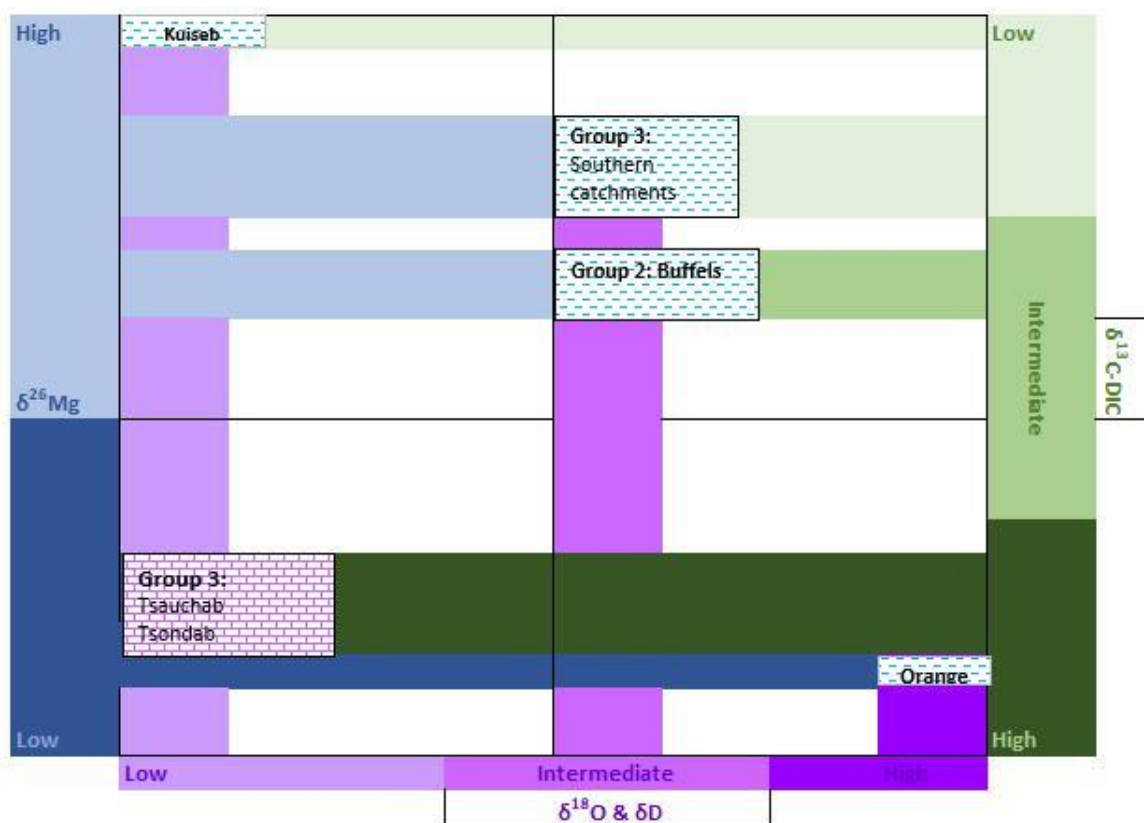 High
Kuiseb
Low
Group 3:
Southern
catchments
Group 2: Buffels
Intermediate
δ¹³C-DIC
δ²⁶Mg
Group 3:
Tsauchab
Tsondab
Orange
Low
High
Low
Intermediate
High
δ¹⁸O & δD